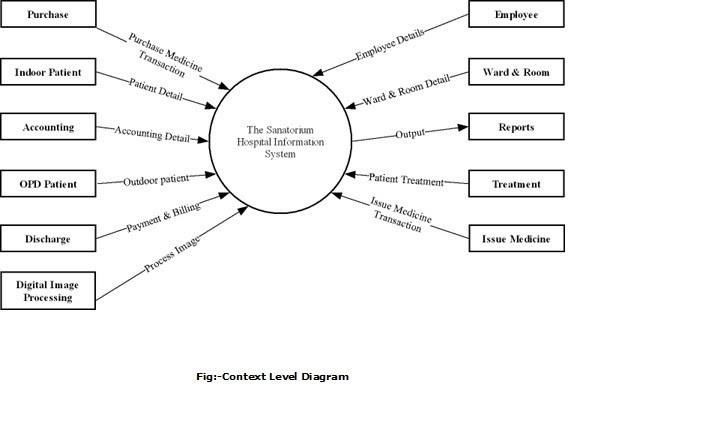 Purchase
Purchase Medicine
Transaction
Employee Details
Employee
Indoor Patient
Patient Detail
Ward & Room Detail
Ward & Room
Accounting
Accounting Detail
The Sanatorium
Hospital Information
System
Output
Reports
OPD Patient
Outdoor patient
Patient Treatment
Treatment
Discharge
Payment & Billing
Issue Medicine
Transaction
Issue Medicine
Digital Image
Processing
Process Image
Fig:-Context Level Diagram